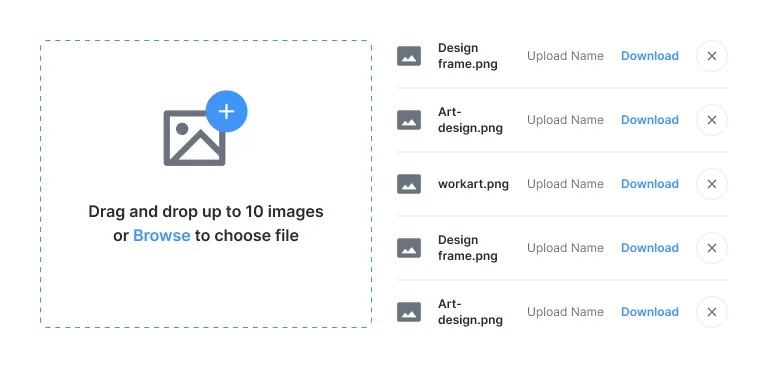 Drag and drop up to 10 images
or Browse to choose file
Design
frame.png
Upload Name
Download
Art-
design.png
Upload Name
Download
workart.png
Upload Name
Download
Design
frame.png
Upload Name
Download
Art-
design.png
Upload Name
Download